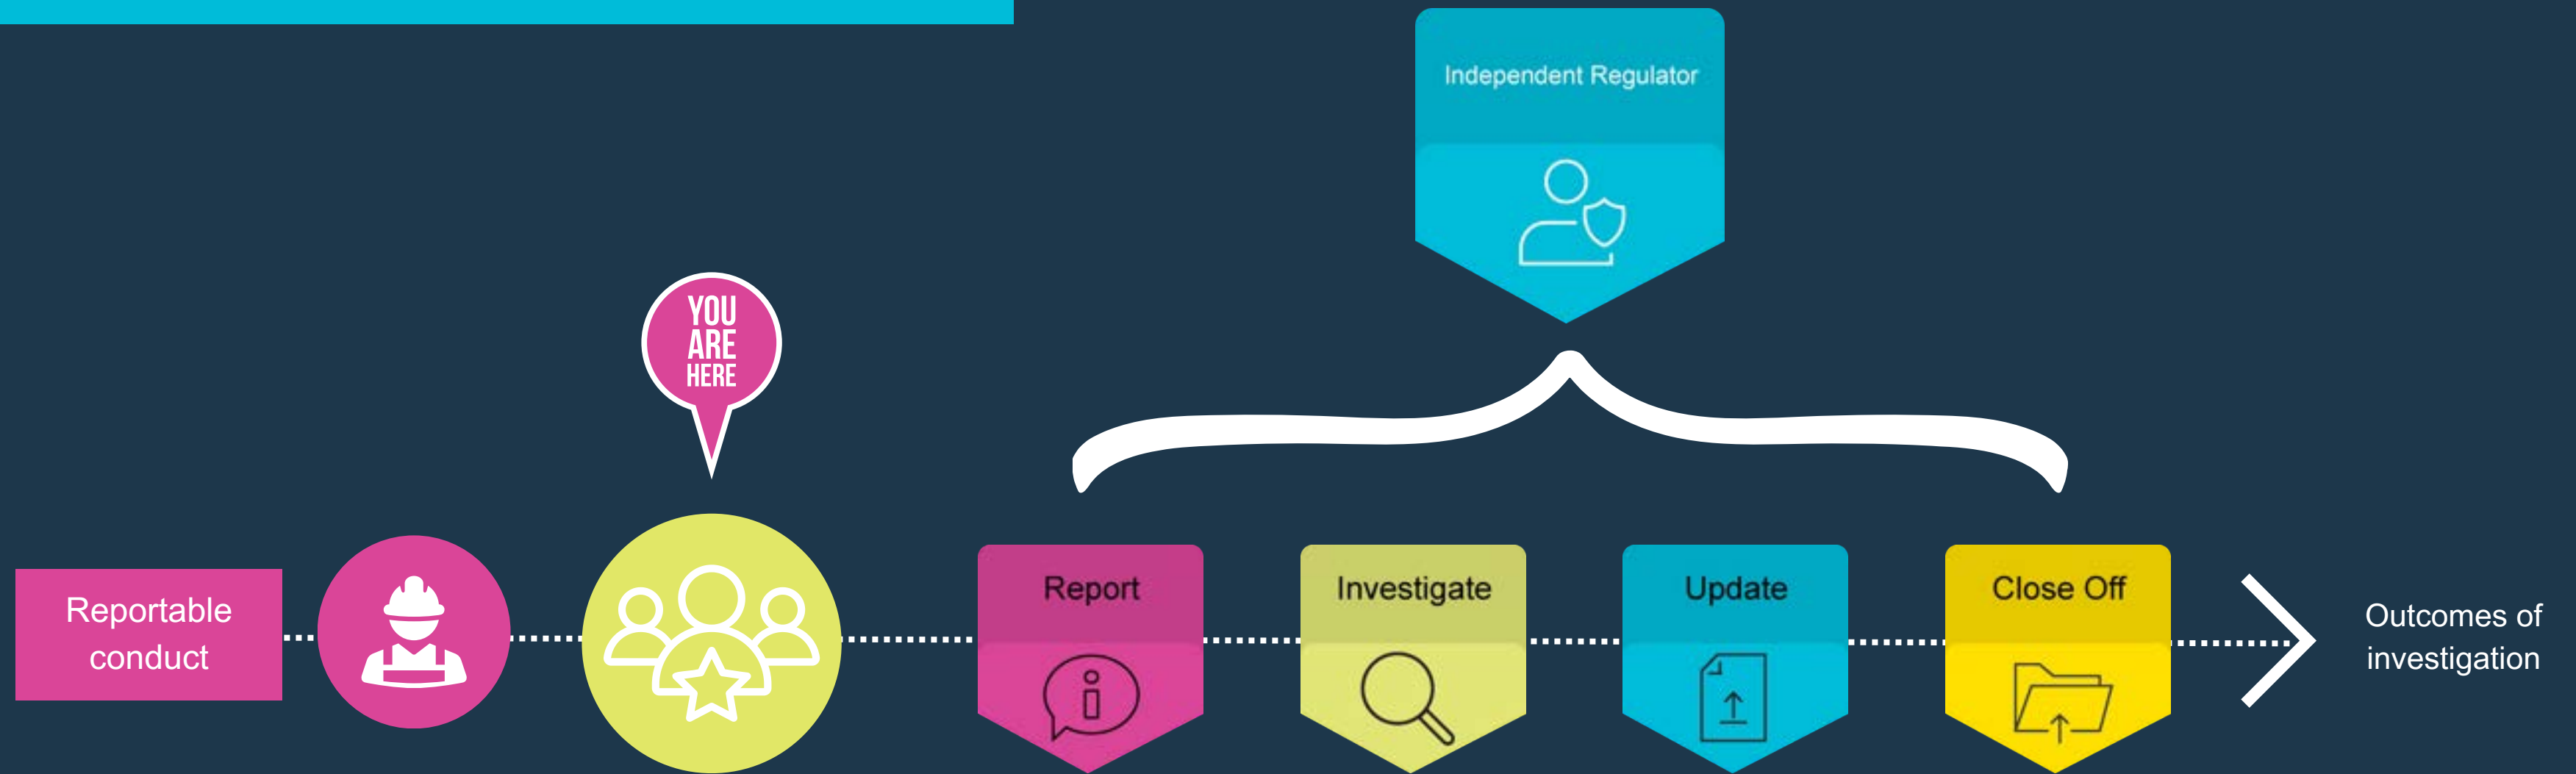 Independent Regulator
YOU
ARE
HERE
Reportable
conduct
Report
Investigate
Update
Close Off
Outcomes of
investigation